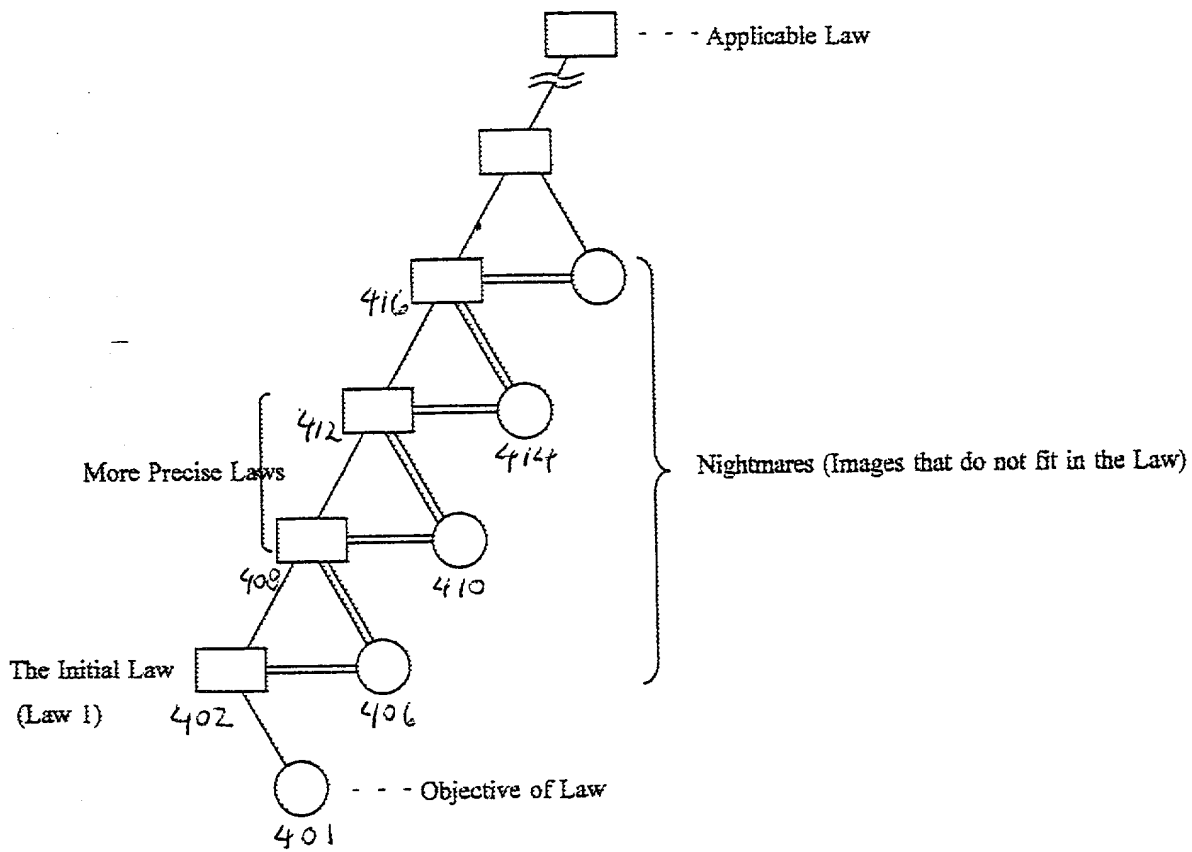 Applicable Law
416
412
414
More Precise Laws
Nightmares (Images that do not fit in the Law)
408
410
The Initial Law
(Law 1)
402
406
Objective of Law
401